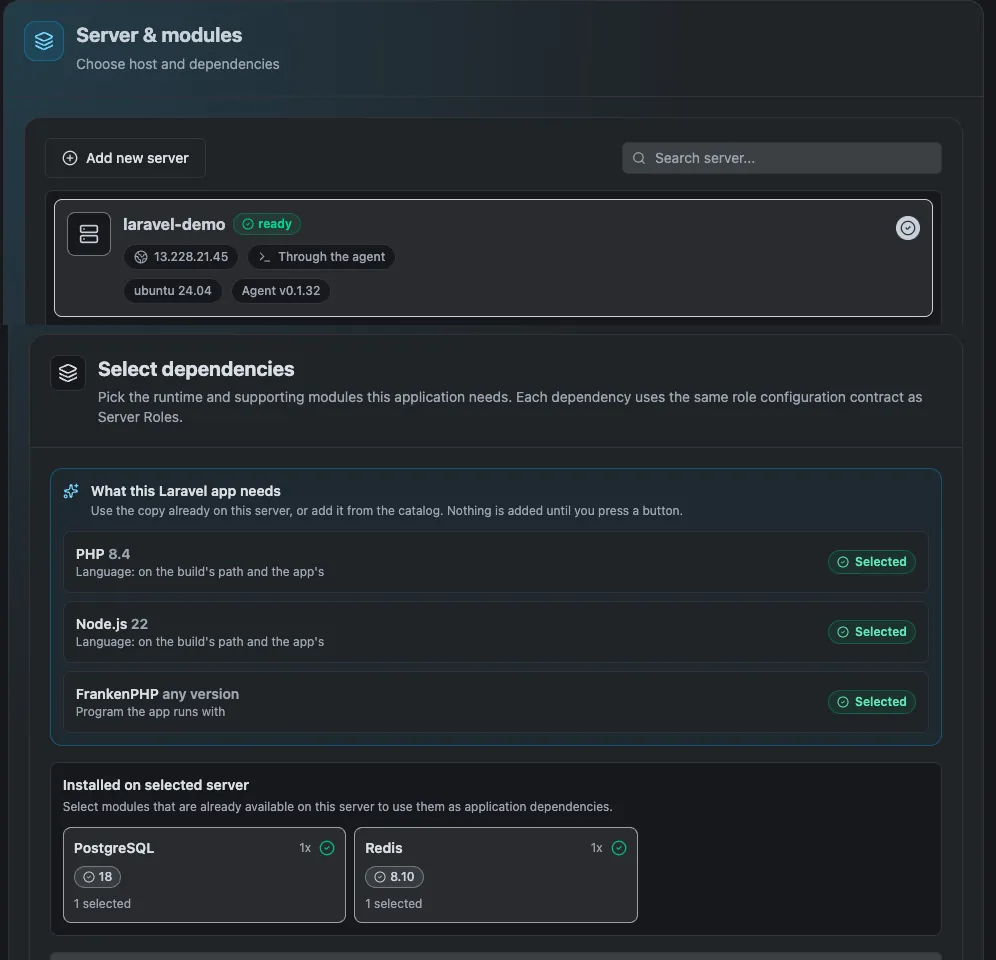 Server & modules
Choose host and dependencies
Add new server
Search server...
laravel-demo
ready
13.228.21.45
Through the agent
ubuntu 24.04
Agent v0.1.32
Select dependencies
Pick the runtime and supporting modules this application needs. Each dependency uses the same role configuration contract as
Server Roles.
What this Laravel app needs
Use the copy already on this server, or add it from the catalog. Nothing is added until you press a button.
PHP 8.4
Language: on the build's path and the app's
Selected
Node.js 22
Language: on the build's path and the app's
Selected
FrankenPHP any version
Program the app runs with
Selected
Installed on selected server
Select modules that are already available on this server to use them as application dependencies.
PostgreSQL 1x
18
1 selected
Redis 1x
8.10
1 selected